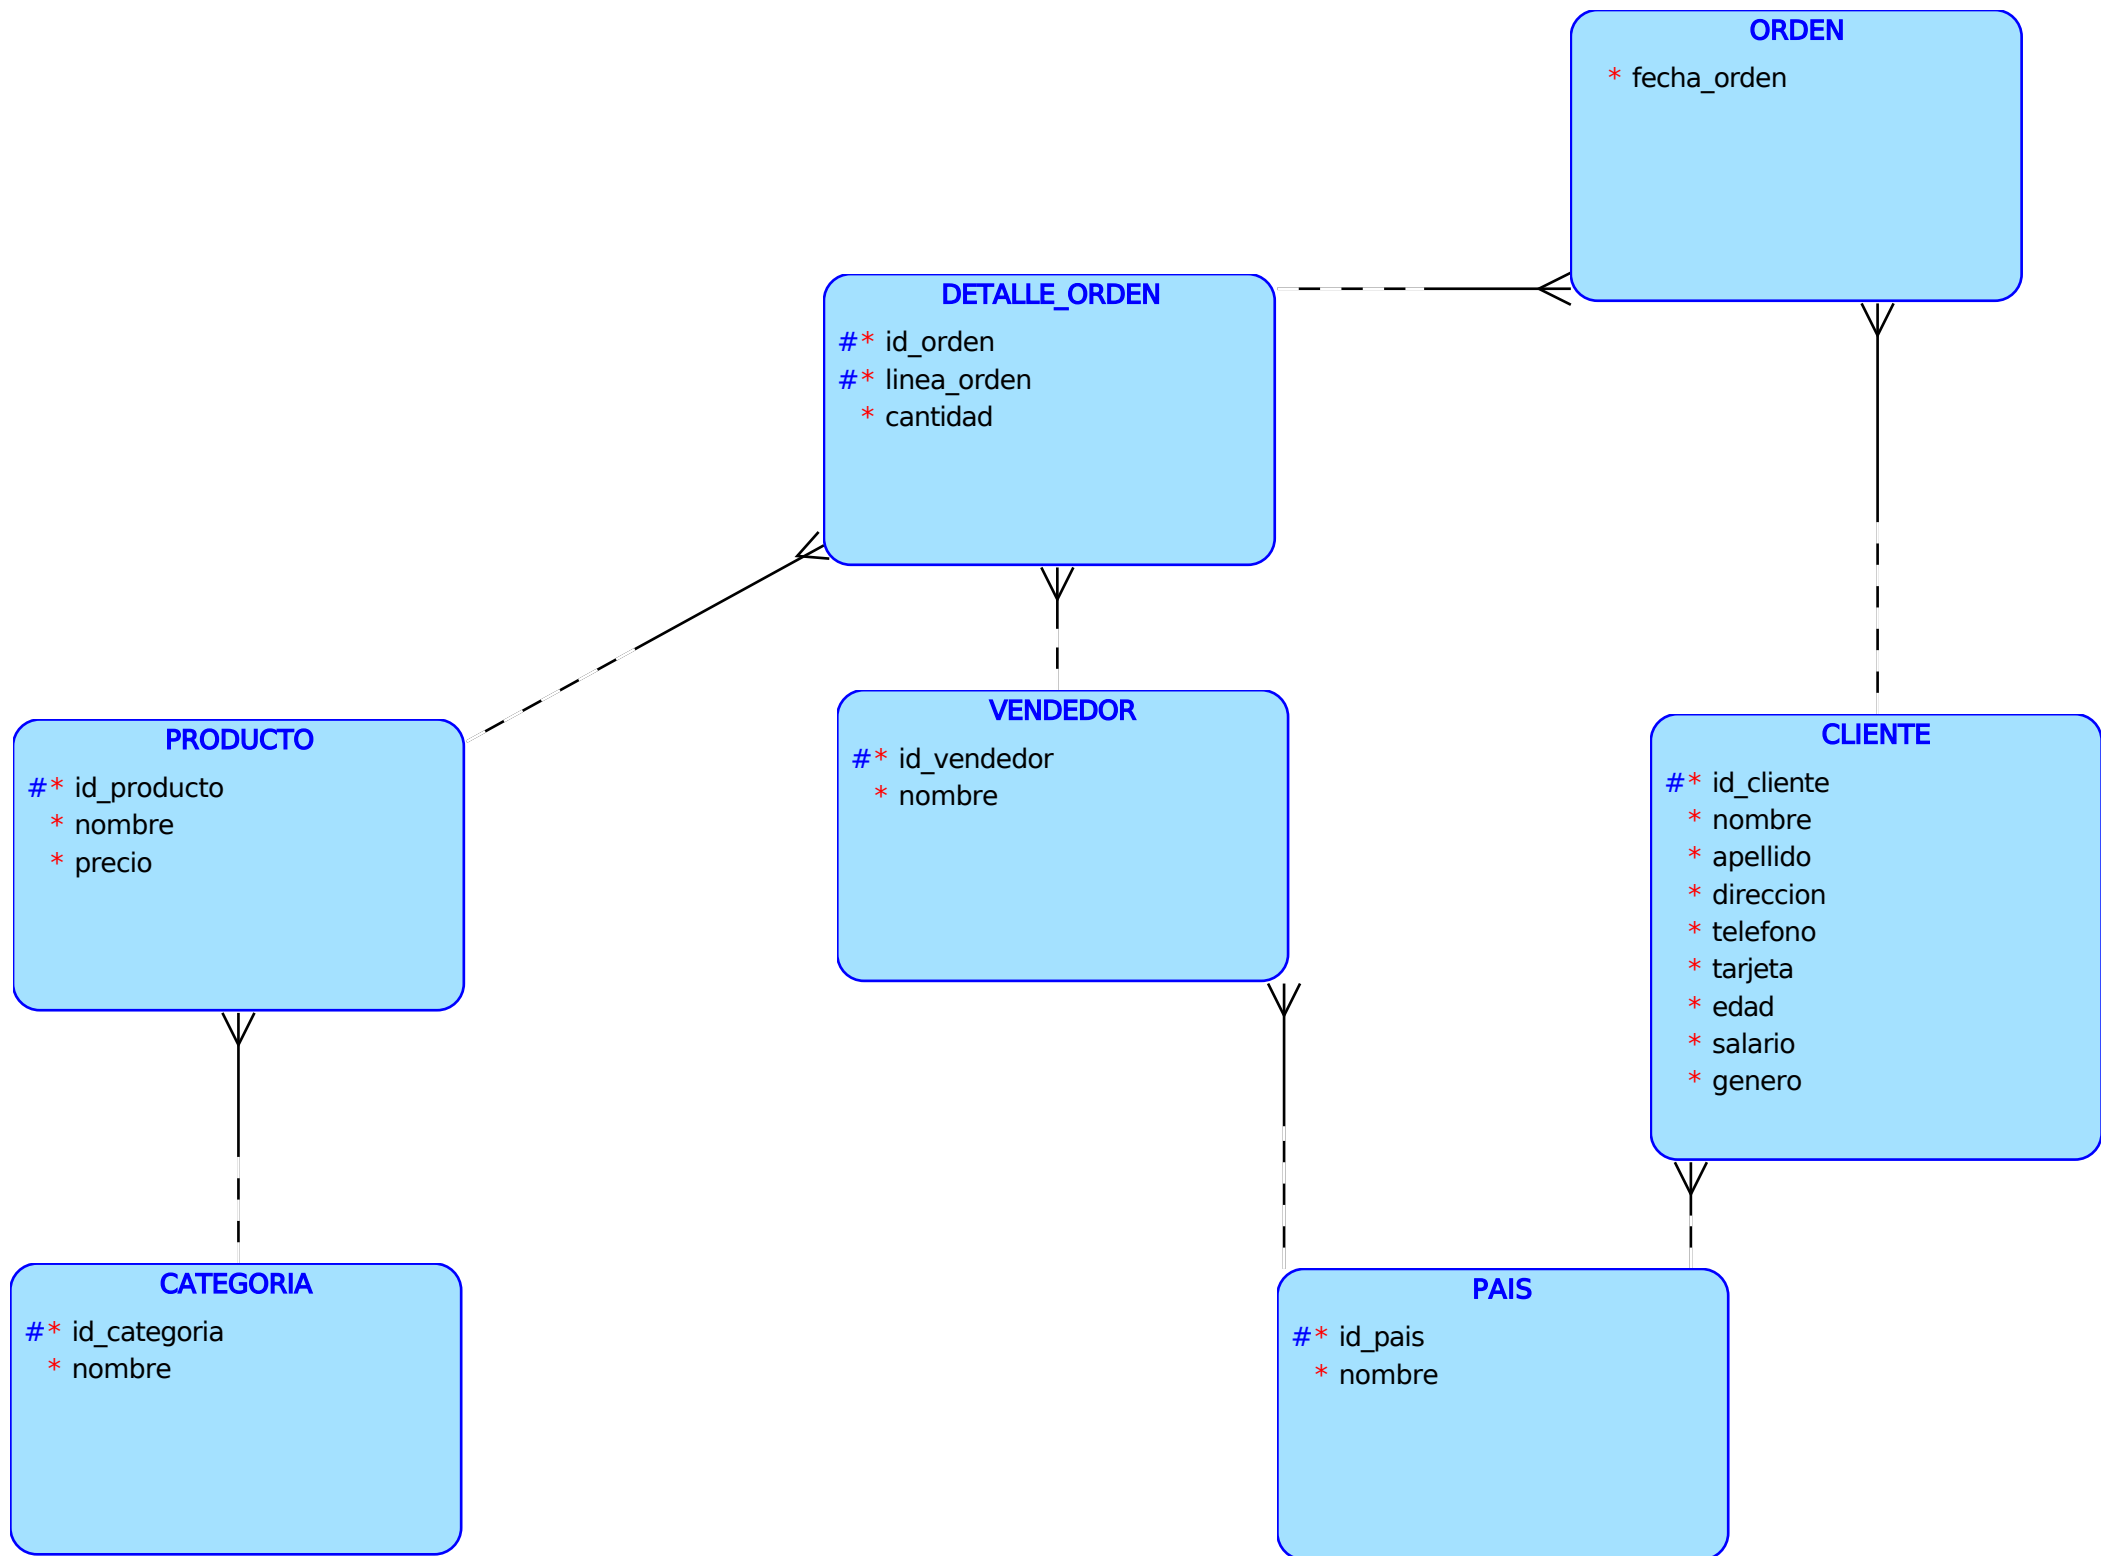 ORDEN
* fecha_orden
DETALLE_ORDEN
#* id_orden
#* linea_orden
* cantidad
PRODUCTO
#* id_producto
* nombre
* precio
VENDEDOR
#* id_vendedor
* nombre
CLIENTE
#* id_cliente
* nombre
* apellido
* direccion
* telefono
* tarjeta
* edad
* salario
* genero
CATEGORIA
#* id_categoria
* nombre
PAIS
#* id_pais
* nombre